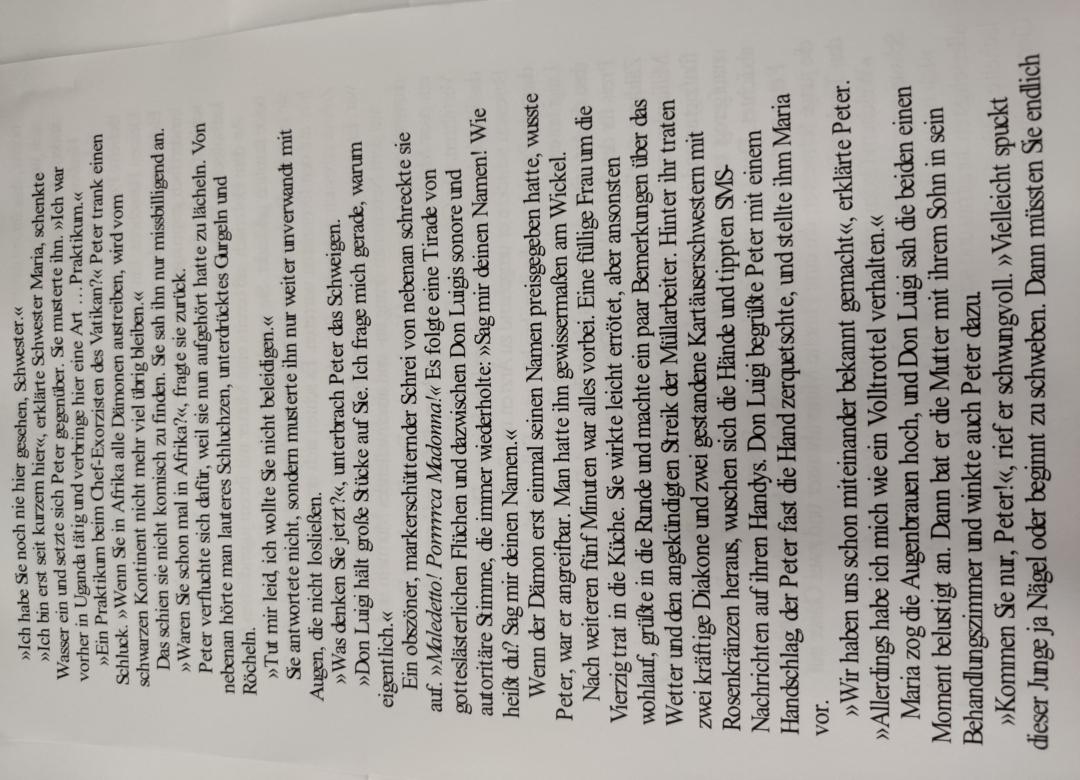 »Ich habe Sie noch nie hier gesehen, Schwester.«
»Ich bin erst seit kurzem hier«, erklärte Schwester Maria, schenkte
Wasser ein und setzte sich Peter gegenüber. Sie musterte ihn. »Ich war
vorher in Uganda tätig und verbringe hier eine Art … Praktikum.«
»Ein Praktikum beim Chef-Exorzisten des Vatikan?« Peter trank einen
Schluck. »Wenn Sie in Afrika alle Dämonen austreiben, wird vom
schwarzen Kontinent nicht mehr viel übrig bleiben.«
Das schien sie nicht komisch zu finden. Sie sah ihn nur missbilligend an.
»Waren Sie schon mal in Afrika?«, fragte sie zurück.
Peter verfluchte sich dafür, weil sie nun aufgehört hatte zu lächeln. Von
nebenan hörte man lauteres Schluchzen, unterdrücktes Gurgeln und
Röcheln.
»Tut mir leid, ich wollte Sie nicht beleidigen.«
Sie antwortete nicht, sondern musterte ihn nur weiter unverwandt mit
Augen, die nicht losließen.
»Was denken Sie jetzt?«, unterbrach Peter das Schweigen.
»Don Luigi hält große Stücke auf Sie. Ich frage mich gerade, warum
eigentlich.«
Ein obszöner, markerschütternder Schrei von nebenan schreckte sie
auf. »Maledetto! Porrrrca Madonna!« Es folgte eine Tirade von
gotteslästerlichen Flüchen und dazwischen Don Luigis sonore und
autoritäre Stimme, die immer wiederholte: »Sag mir deinen Namen! Wie
heißt du? Sag mir deinen Namen.«
Wenn der Dämon erst einmal seinen Namen preisgegeben hatte, wusste
Peter, war er angreifbar. Man hatte ihn gewissermaßen am Wickel.
Nach weiteren fünf Minuten war alles vorbei. Eine füllige Frau um die
Vierzig trat in die Küche. Sie wirkte leicht errötet, aber ansonsten
wohlauf, grüßte in die Runde und machte ein paar Bemerkungen über das
Wetter und den angekündigten Streik der Müllarbeiter. Hinter ihr traten
zwei kräftige Diakone und zwei gestandene Kartäuserschwestern mit
Rosenkränzen heraus, wuschen sich die Hände und tippten SMS-
Nachrichten auf ihren Handys. Don Luigi begrüßte Peter mit einem
Handschlag, der Peter fast die Hand zerquetschte, und stellte ihm Maria
vor.
»Wir haben uns schon miteinander bekannt gemacht«, erklärte Peter.
»Allerdings habe ich mich wie ein Volltrottel verhalten.«
Maria zog die Augenbrauen hoch, und Don Luigi sah die beiden einen
Moment belustigt an. Dann bat er die Mutter mit ihrem Sohn in sein
Behandlungszimmer und winkte auch Peter dazu.
»Kommen Sie nur, Peter!«, rief er schwungvoll. »Vielleicht spuckt
dieser Junge ja Nägel oder beginnt zu schweben. Dann müssten Sie endlich